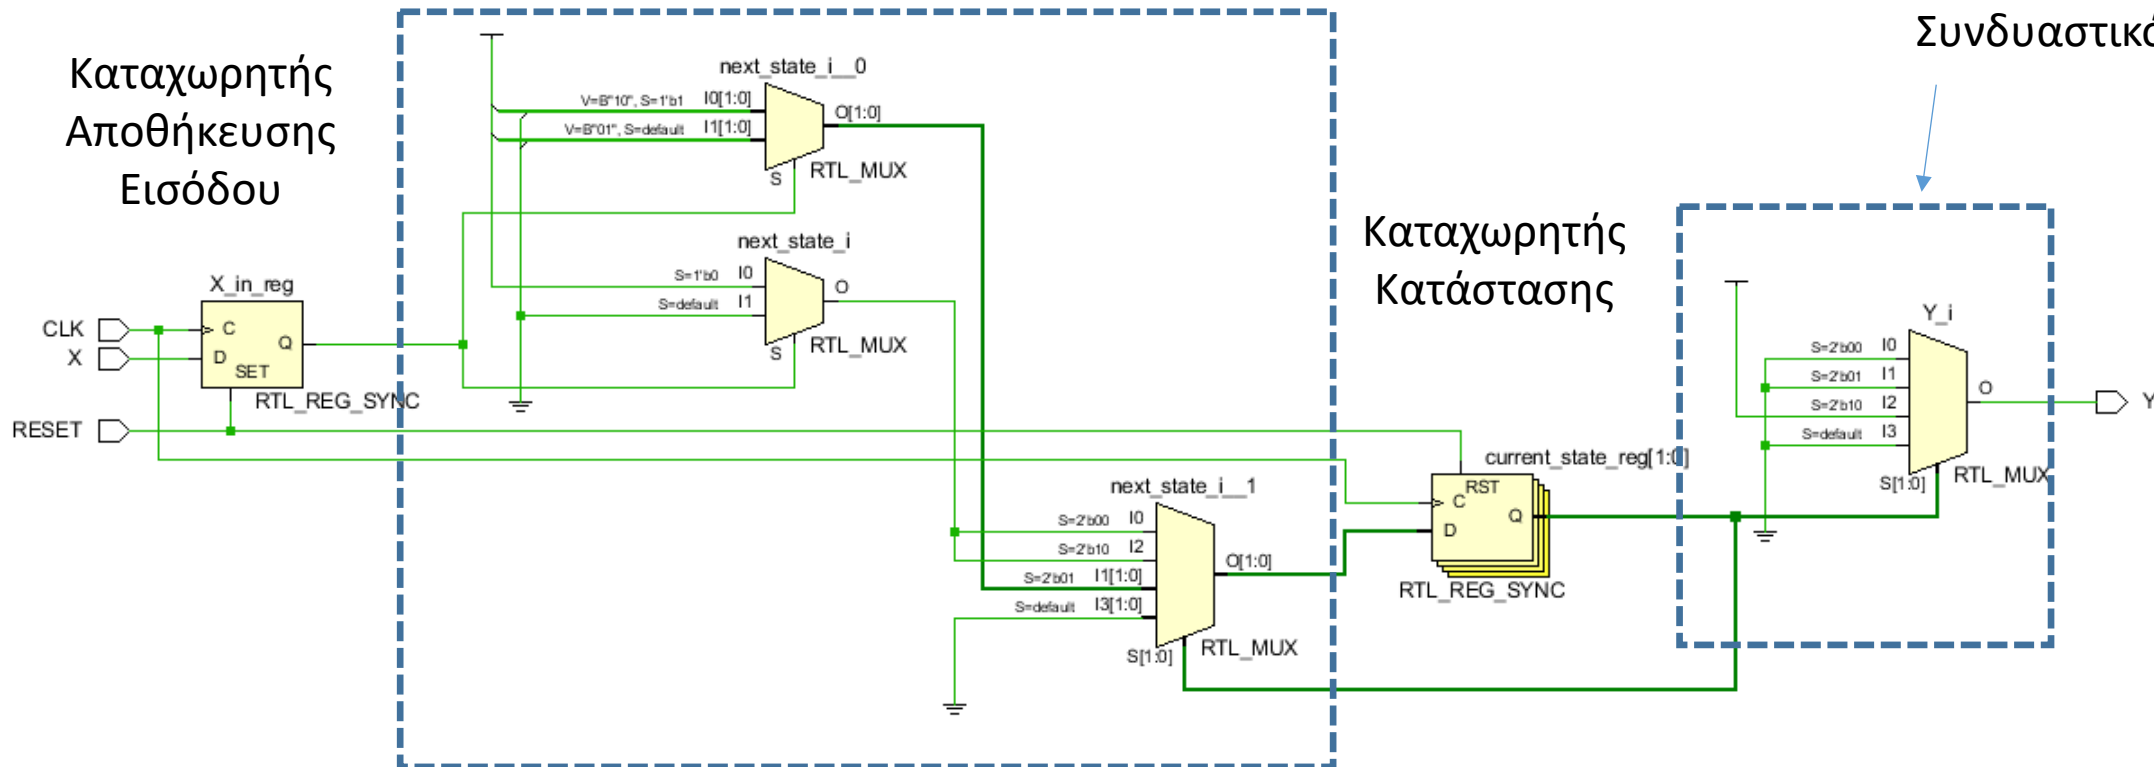 Συνδυαστικό
Καταχωρητής
Αποθήκευσης
Εισόδου
next_state_i__0
V=B"10", S=1'b1 I0[1:0]
V=B"01", S=default I1[1:0]
O[1:0]
S
RTL_MUX
next_state_i
S=1'b0 I0
S=default I1
O
S
RTL_MUX
X_in_reg
CLK
X
C
D
Q
SET
RTL_REG_SYNC
RESET
Καταχωρητής
Κατάστασης
next_state_i__1
S=2'b00 I0
S=2'b10 I2
S=2'b01 I1[1:0]
S=default I3[1:0]
O[1:0]
S[1:0]
RTL_MUX
current_state_reg[1:0]
RST
C
D
Q
RTL_REG_SYNC
Y_i
S=2'b00 I0
S=2'b01 I1
S=2'b10 I2
S=default I3
O
S[1:0]
RTL_MUX
Y